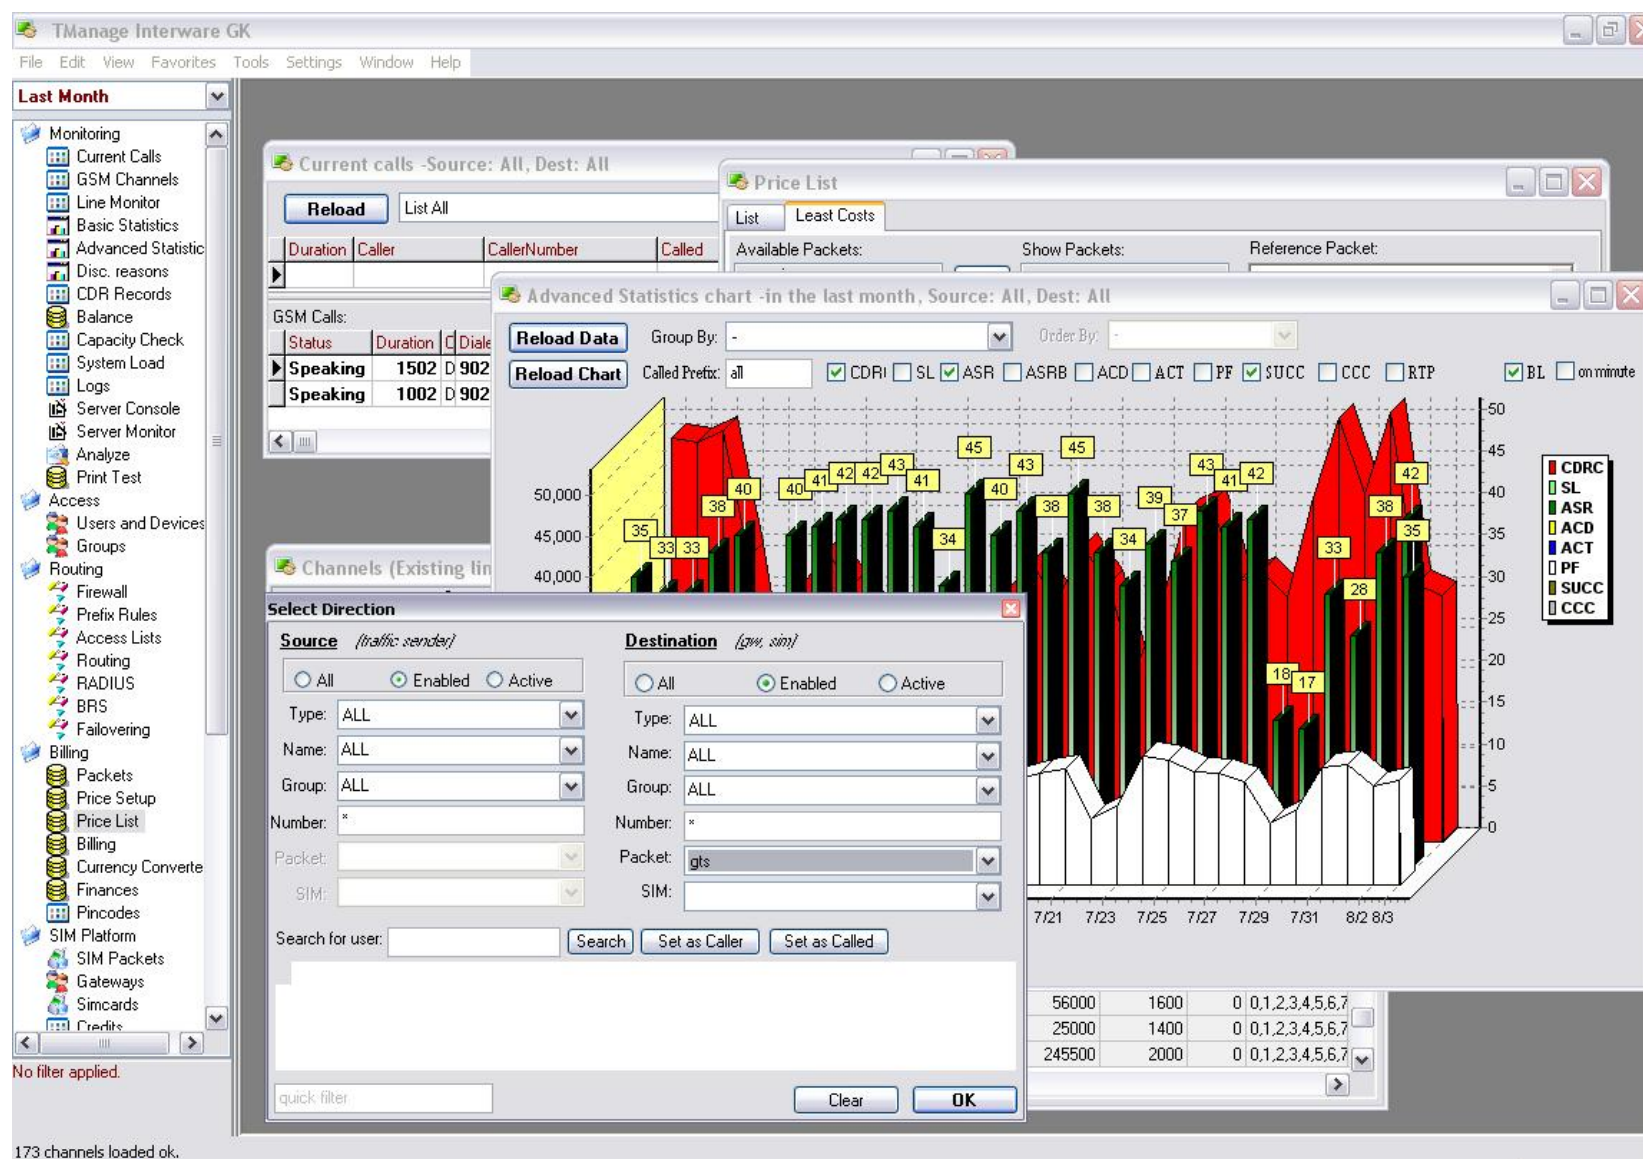 TManage Interware GK
File Edit View Favorites Tools Settings Window Help
Last Month
Monitoring
Current Calls
GSM Channels
Line Monitor
Basic Statistics
Advanced Statistic
Disc. reasons
CDR Records
Balance
Capacity Check
System Load
Logs
Server Console
Server Monitor
Analyze
Print Test
Access
Users and Devices
Groups
Routing
Firewall
Prefix Rules
Access Lists
Routing
RADIUS
BRS
Failovering
Billing
Packets
Price Setup
Price List
Billing
Currency Converte
Finances
Pincodes
SIM Platform
SIM Packets
Gateways
Simcards
Credits
No filter applied.
173 channels loaded ok.
Current calls -Source: All, Dest: All
Reload List All
Duration Caller CallerNumber Called
GSM Calls:
Status Duration C Diale
Speaking 1502 D 902
Speaking 1002 D 902
Price List
List Least Costs
Available Packets: Show Packets: Reference Packet:
Advanced Statistics chart -in the last month, Source: All, Dest: All
Reload Data Group By: - Order By: -
Reload Chart Called Prefix: all CDR SL ASR ASRB ACD ACT PF SUCC CCC RTP BL on minute
50,000
45,000
40,000
35 33 33 38 40 40 41 42 42 43 41 34 45 40 43 38 45 38 34 39 37 43 41 42 18 17 33 28 38 42 35
50
45
40
35
30
25
20
15
10
5
0
CDRC
SL
ASR
ACD
ACT
PF
SUCC
CCC
7/21 7/23 7/25 7/27 7/29 7/31 8/2 8/3
Channels (Existing lin
Select Direction
Source (traffic sender) Destination (gw, sim)
All Enabled Active All Enabled Active
Type: ALL Type: ALL
Name: ALL Name: ALL
Group: ALL Group: ALL
Number: * Number: *
Packet: Packet: gts
SIM: SIM:
Search for user: Search Set as Caller Set as Called
quick filter Clear OK
56000 1600 0 0,1,2,3,4,5,6,7
25000 1400 0 0,1,2,3,4,5,6,7
245500 2000 0 0,1,2,3,4,5,6,7